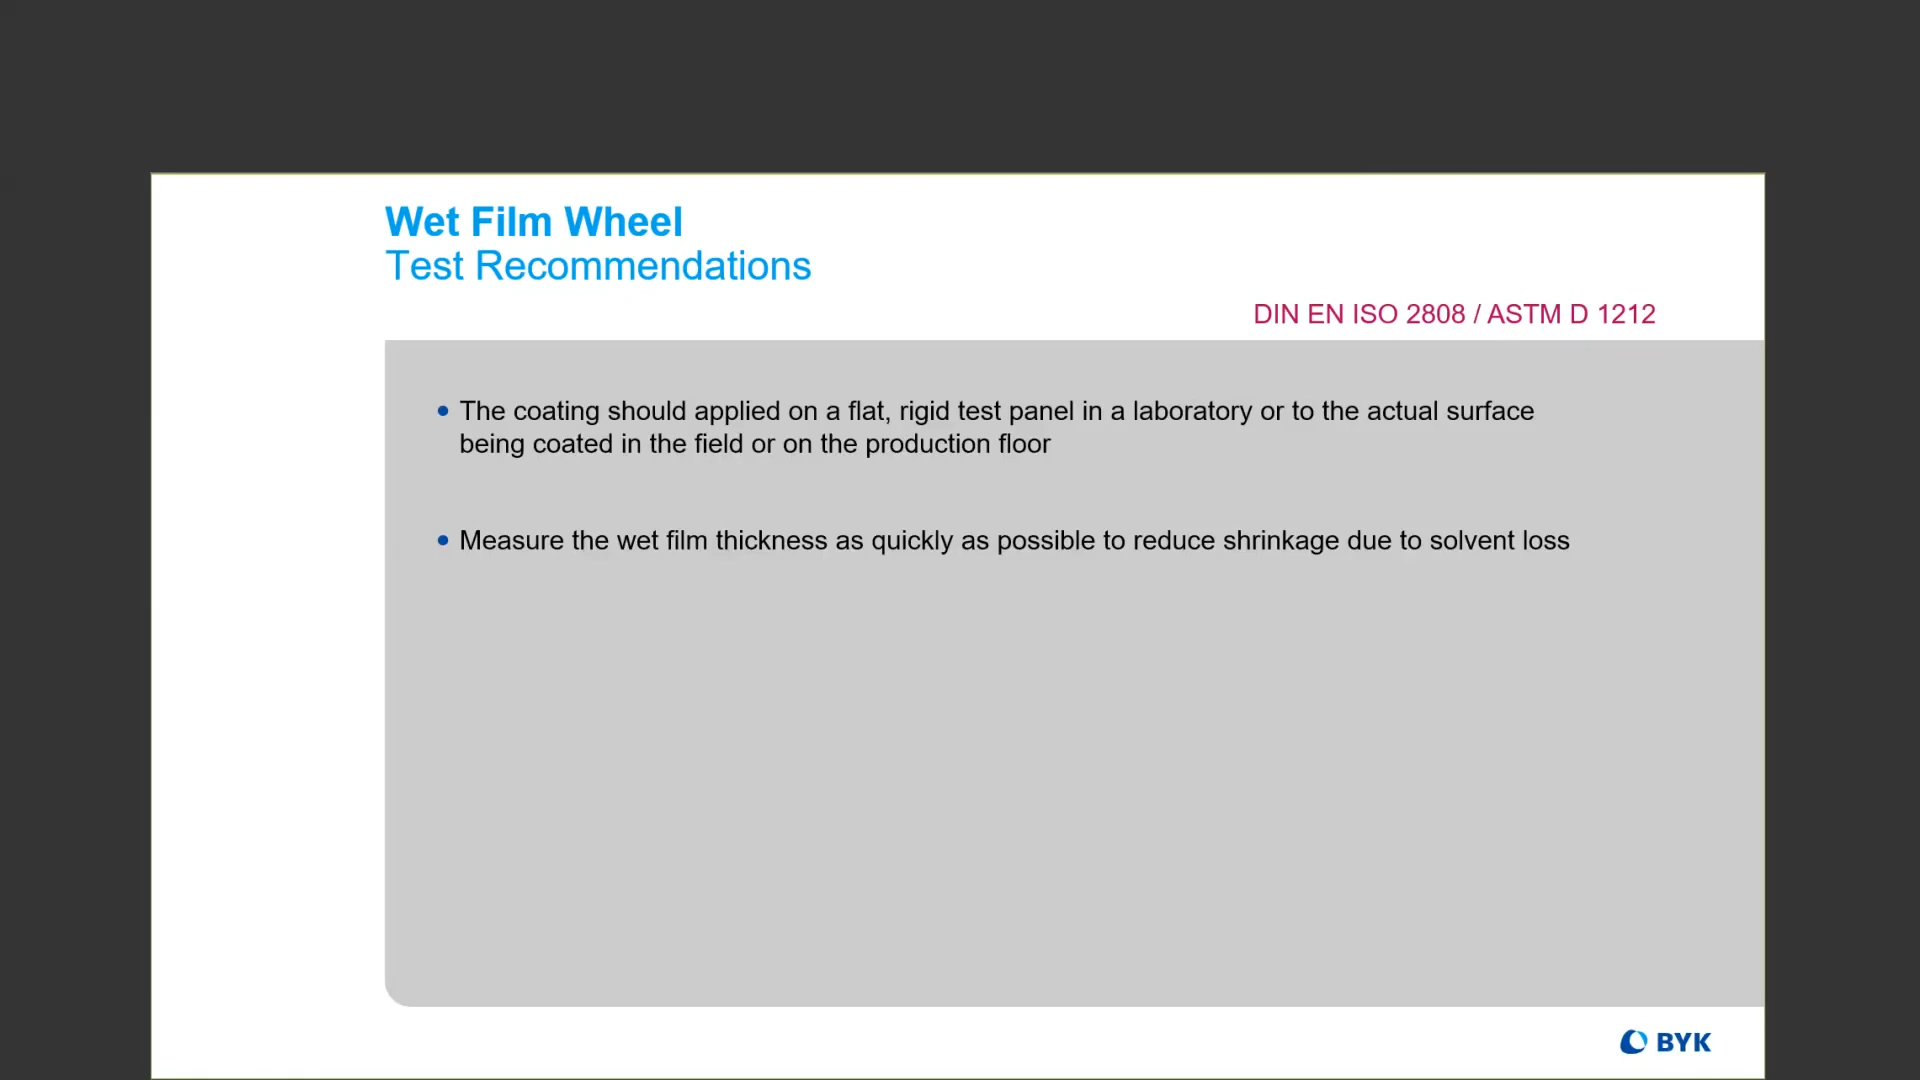 Wet Film Wheel
Test Recommendations
DIN EN ISO 2808 / ASTM D 1212
• The coating should applied on a flat, rigid test panel in a laboratory or to the actual surface
being coated in the field or on the production floor
• Measure the wet film thickness as quickly as possible to reduce shrinkage due to solvent loss
BYK